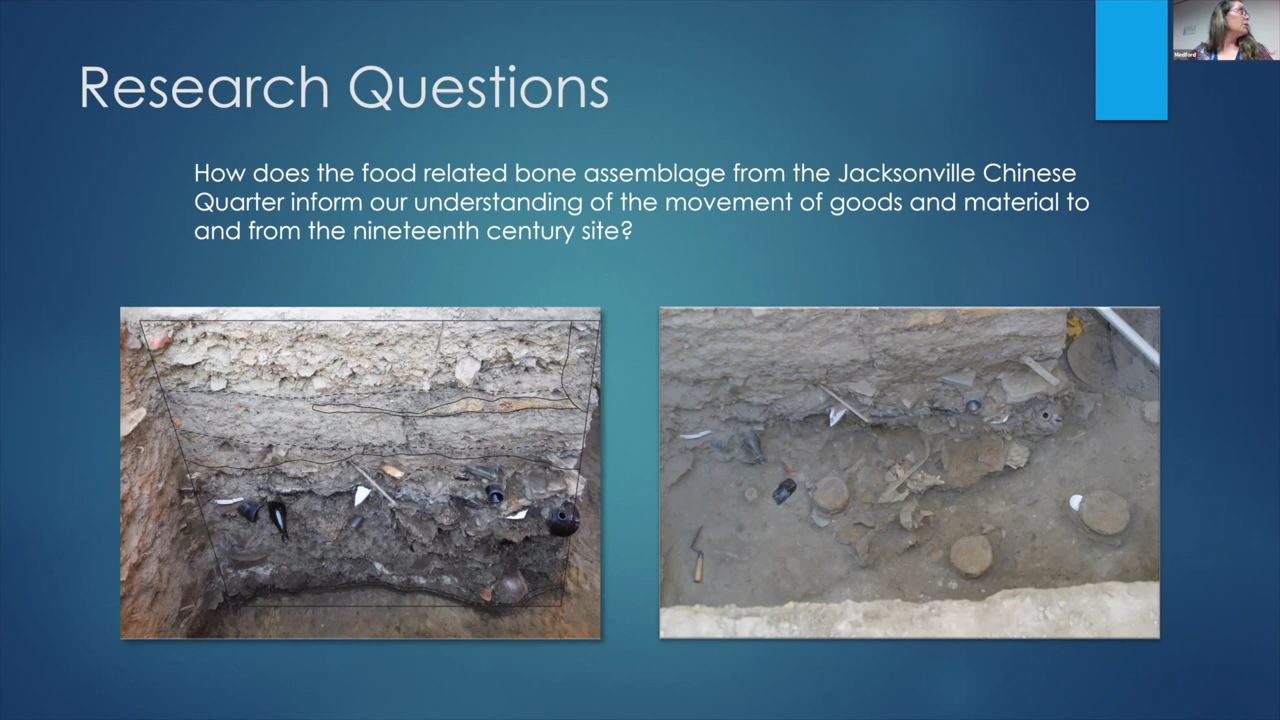 Research Questions
How does the food related bone assemblage from the Jacksonville Chinese
Quarter inform our understanding of the movement of goods and material to
and from the nineteenth century site?
Medford